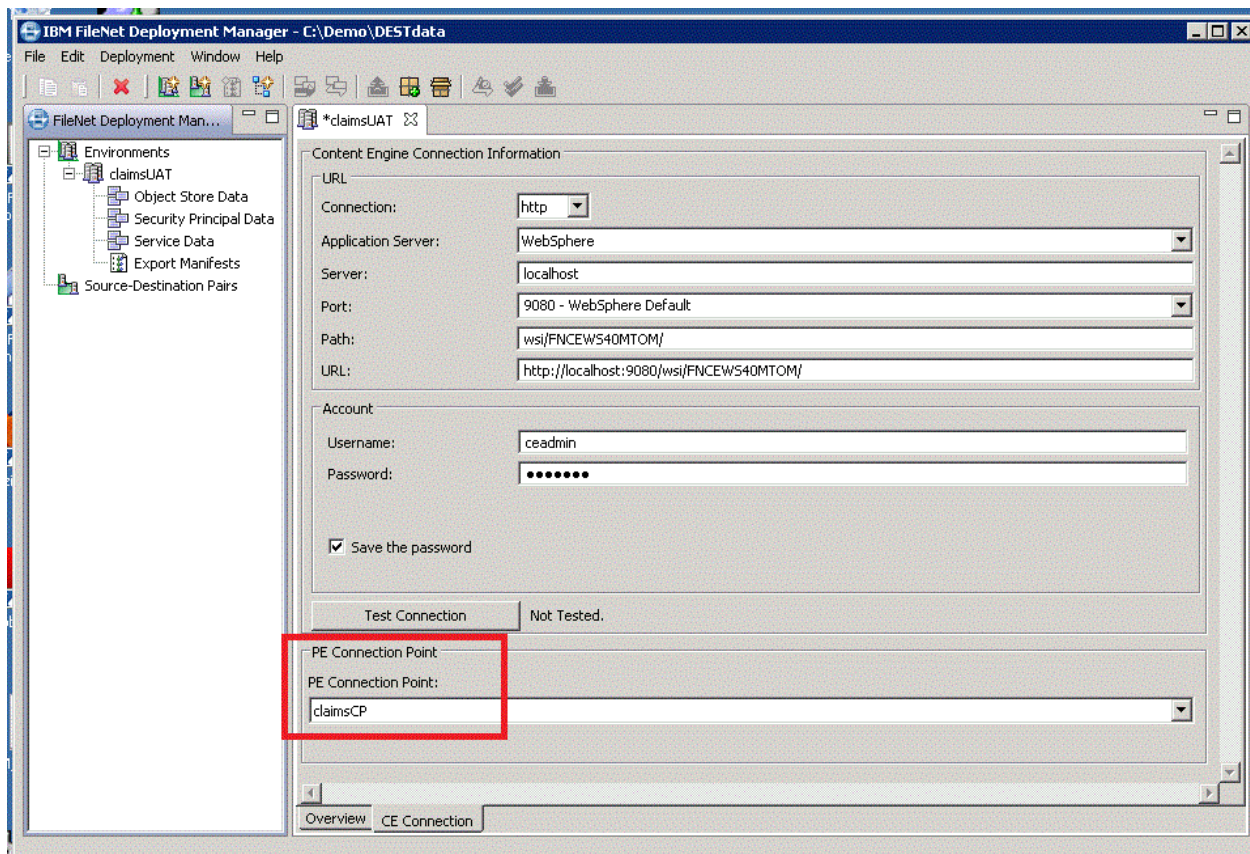 IBM FileNet Deployment Manager - C:\Demo\DESTdata
File Edit Deployment Window Help
FileNet Deployment Man...
*claimsUAT
Environments
claimsUAT
Object Store Data
Security Principal Data
Service Data
Export Manifests
Source-Destination Pairs
Content Engine Connection Information
URL
Connection: http
Application Server: WebSphere
Server: localhost
Port: 9080 - WebSphere Default
Path: wsi/FNCEWS40MTOM/
URL: http://localhost:9080/wsi/FNCEWS40MTOM/
Account
Username: ceadmin
Password: ●●●●●●●
Save the password
Test Connection Not Tested.
PE Connection Point
PE Connection Point:
claimsCP
Overview CE Connection